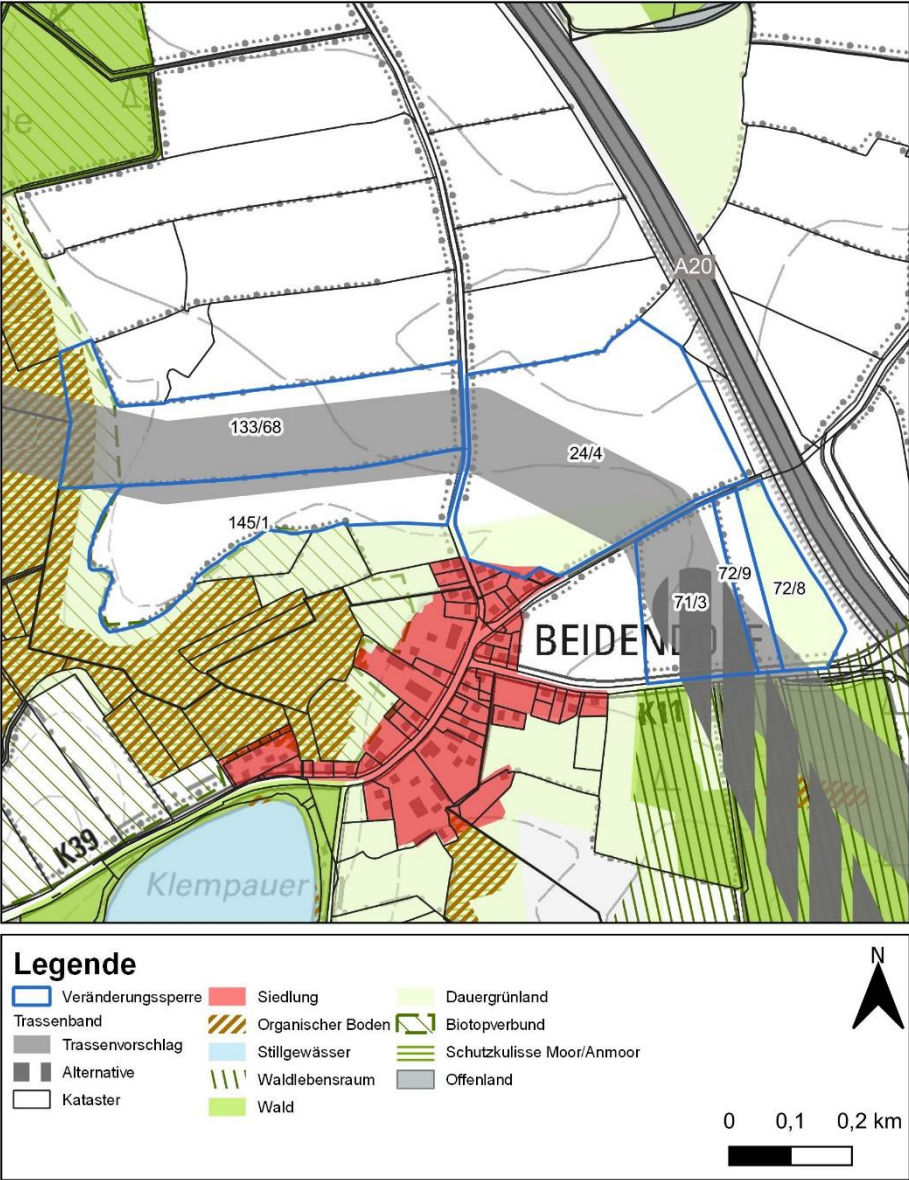 de
A20
133/68
24/4
145/1
72/9
72/8
71/3
BEIDENDORF
K11
K39
Klempauer
Legende
N
Veränderungssperre
Trassenband
Trassenvorschlag
Alternative
Kataster
Siedlung
Organischer Boden
Stillgewässer
Waldlebensraum
Wald
Dauergrünland
Biotopverbund
Schutzkulisse Moor/Anmoor
Offenland
0 0,1 0,2 km